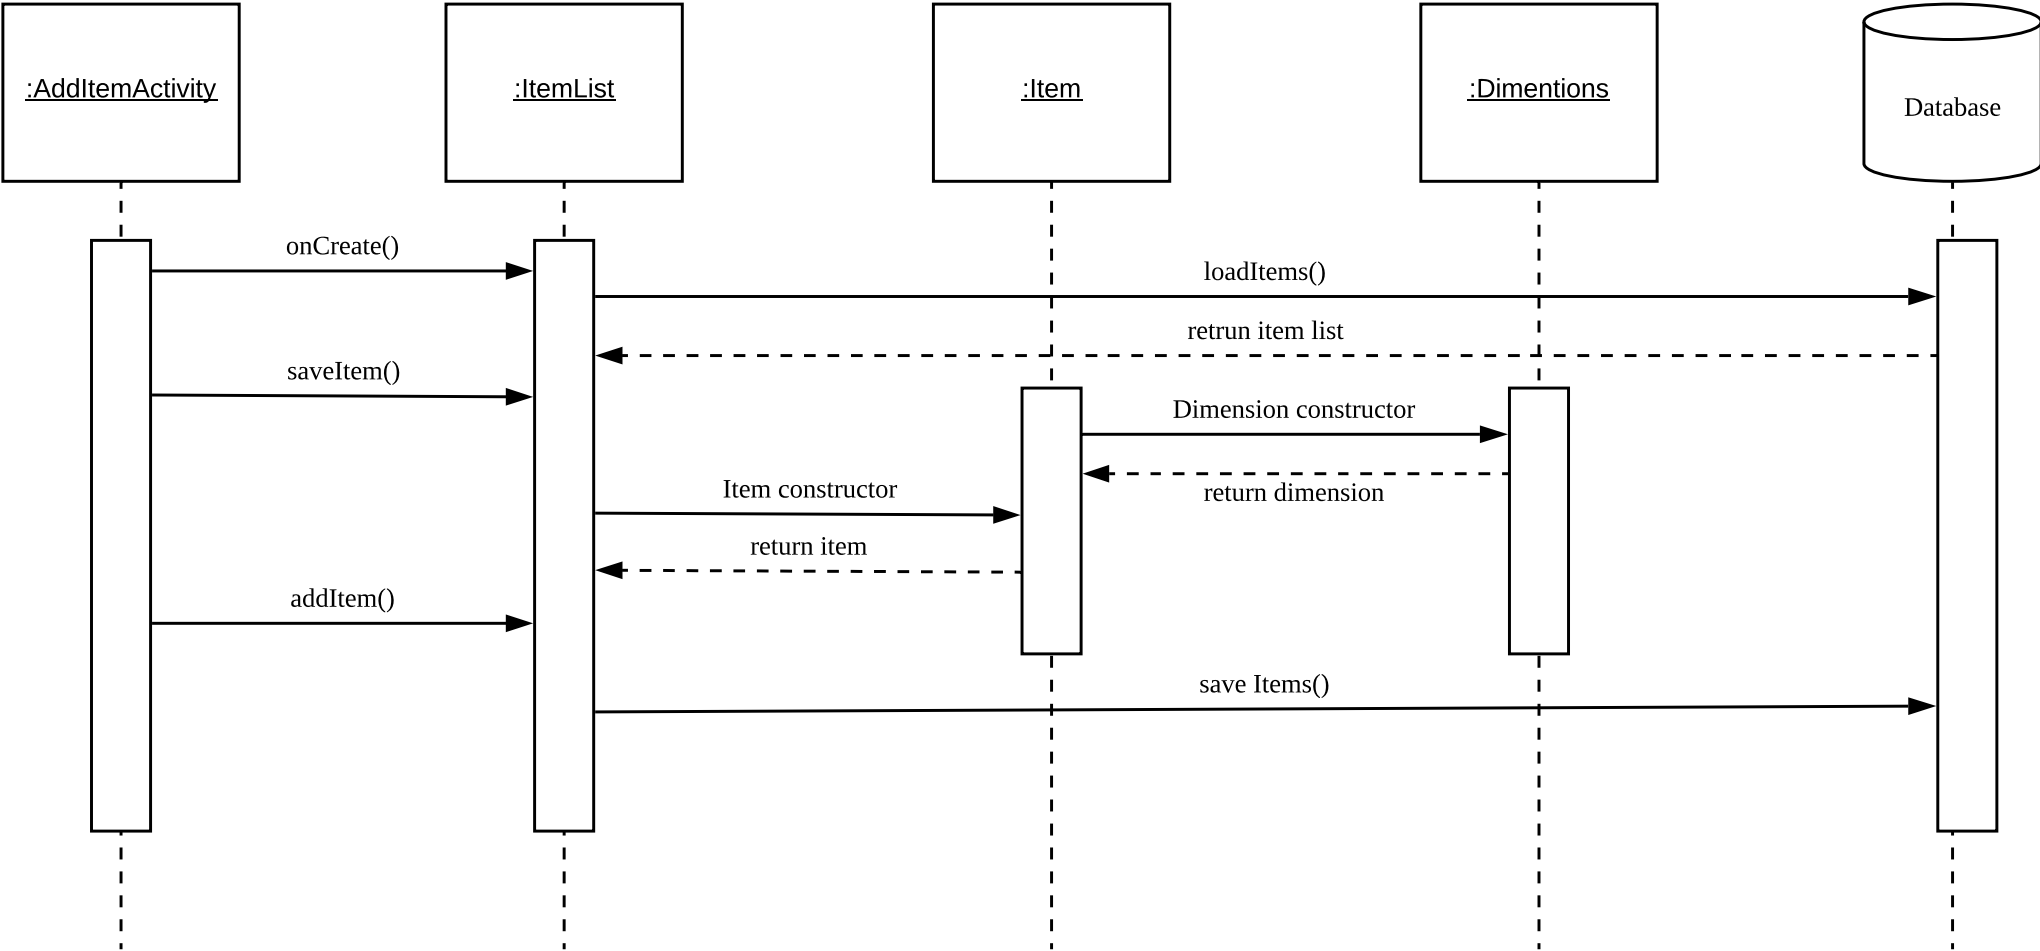 :AddItemActivity
:ItemList
:Item
:Dimentions
Database
onCreate()
loadItems()
retrun item list
saveItem()
Dimension constructor
Item constructor
return dimension
return item
addItem()
save Items()